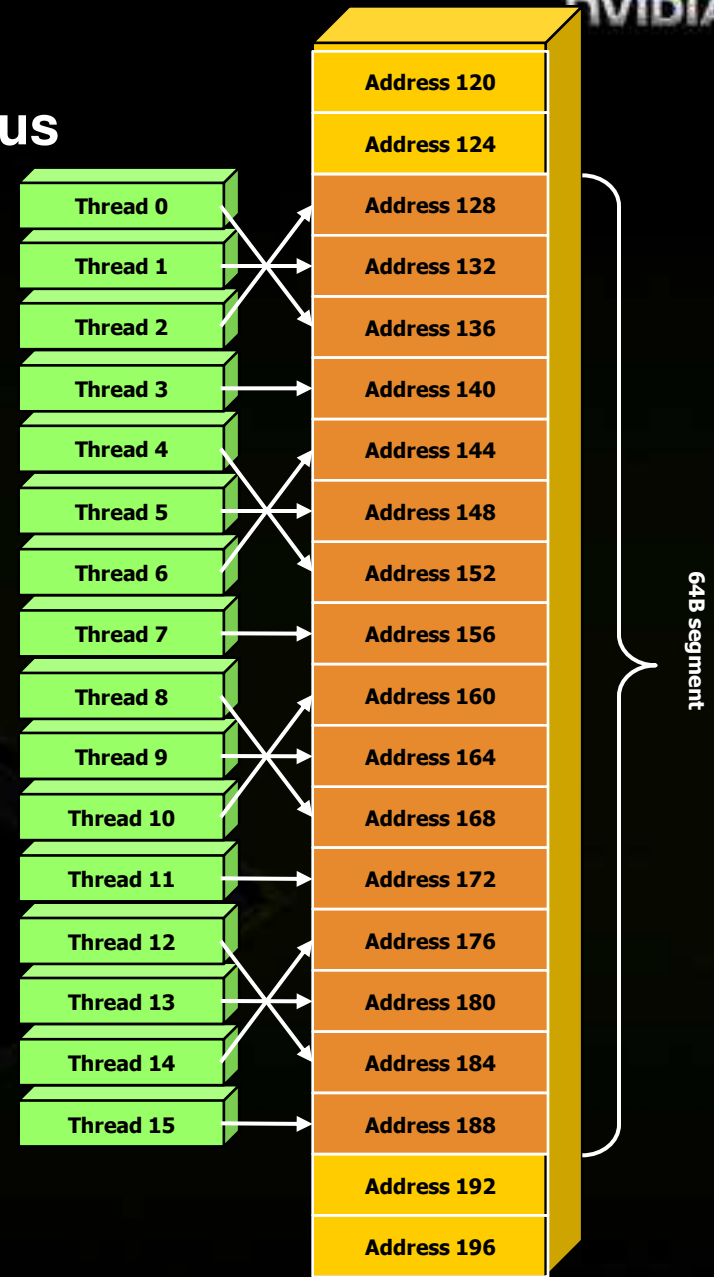 NVIDIA
us
Thread 0
Thread 1
Thread 2
Thread 3
Thread 4
Thread 5
Thread 6
Thread 7
Thread 8
Thread 9
Thread 10
Thread 11
Thread 12
Thread 13
Thread 14
Thread 15
Address 120
Address 124
Address 128
Address 132
Address 136
Address 140
Address 144
Address 148
Address 152
Address 156
Address 160
Address 164
Address 168
Address 172
Address 176
Address 180
Address 184
Address 188
Address 192
Address 196
64B segment